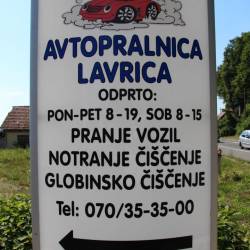 AVTOPRALNICA
LAVRICA
ODPRTO:
PON-PET 8-19, SOB 8-15
PRANJE VOZIL
NOTRANJE ČIŠČENJE
GLOBINSKO ČIŠČENJE
Tel: 070/35-35-00